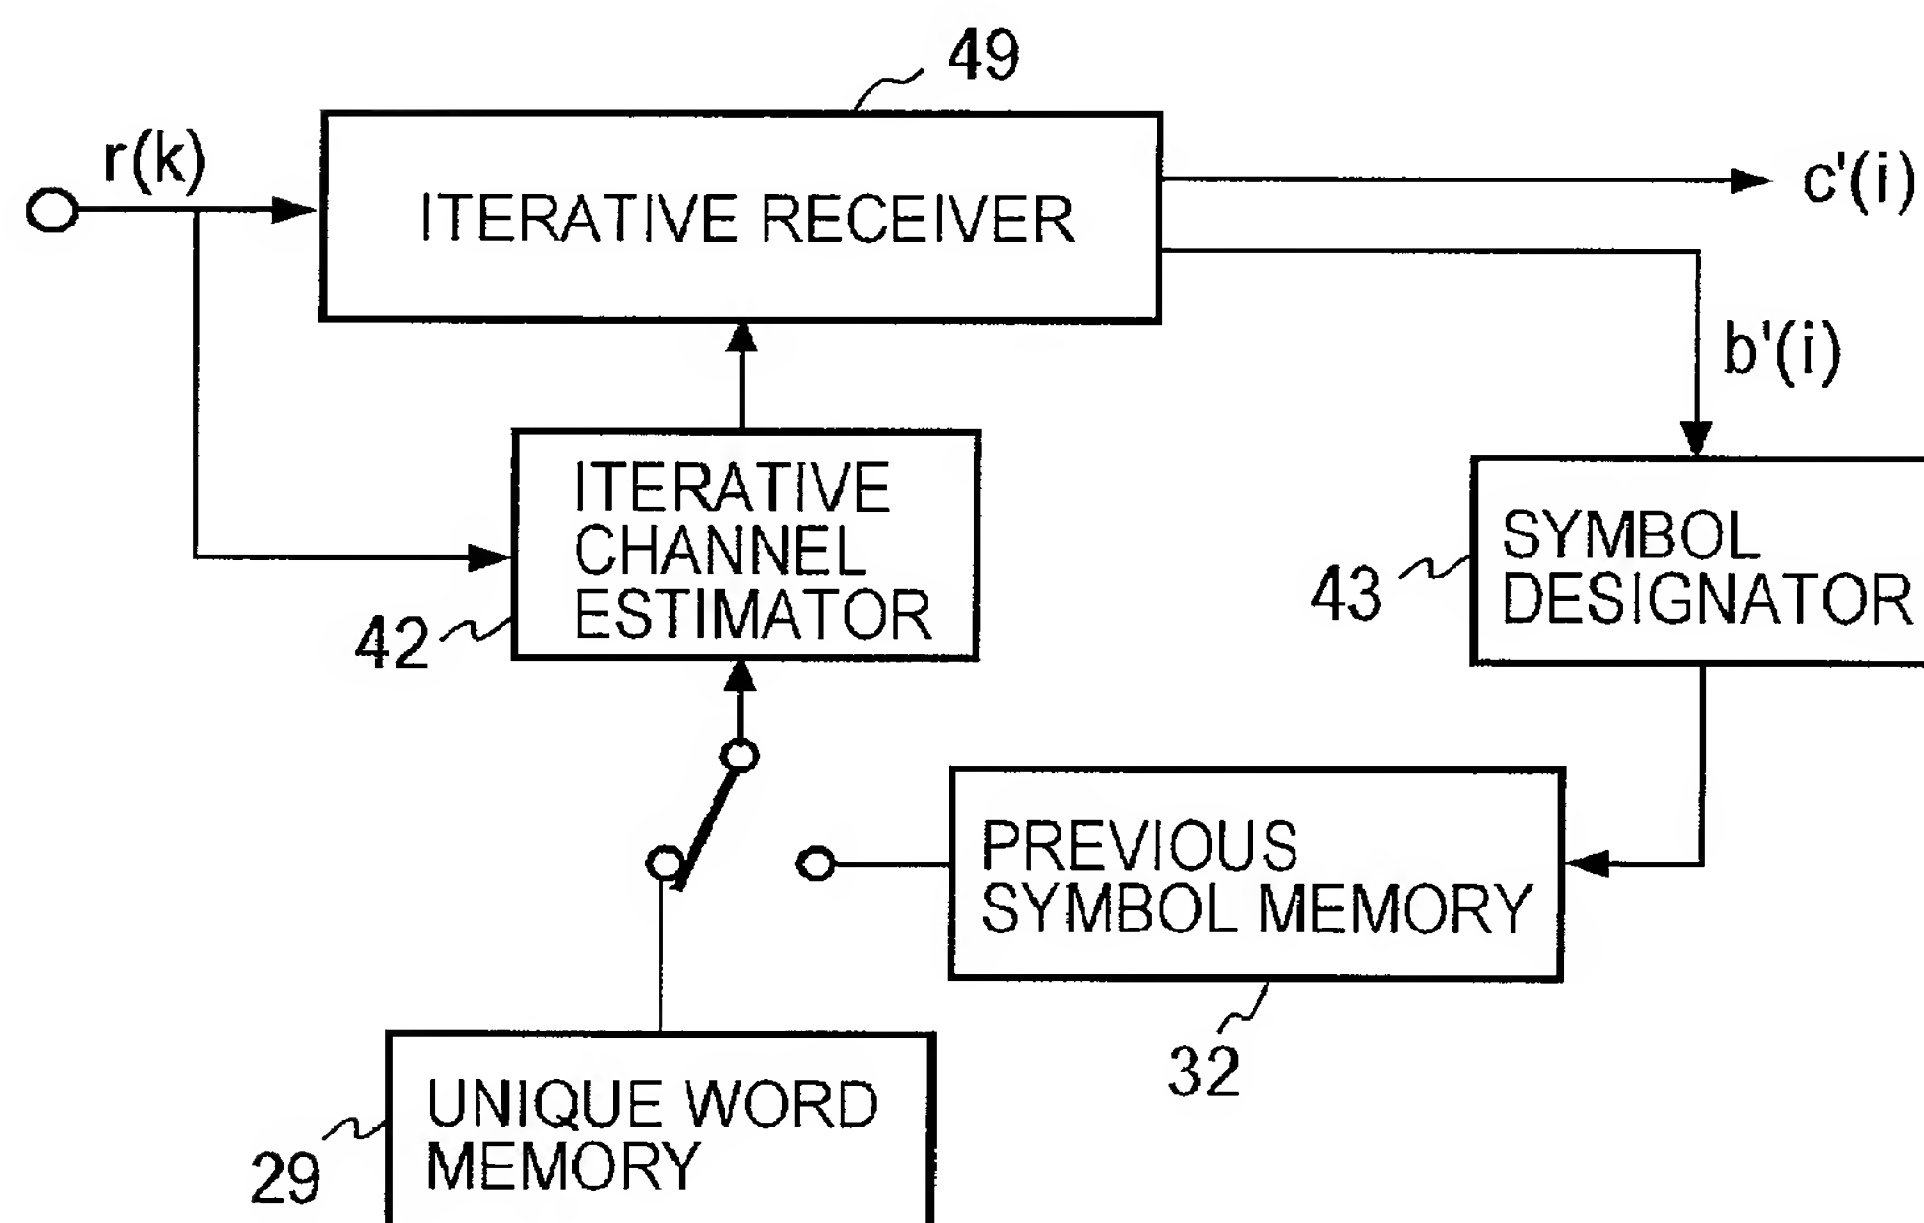 49
r(k)
ITERATIVE RECEIVER
c'(i)
b'(i)
ITERATIVE
CHANNEL
ESTIMATOR
42
SYMBOL
DESIGNATOR
43
PREVIOUS
SYMBOL MEMORY
32
UNIQUE WORD
MEMORY
29